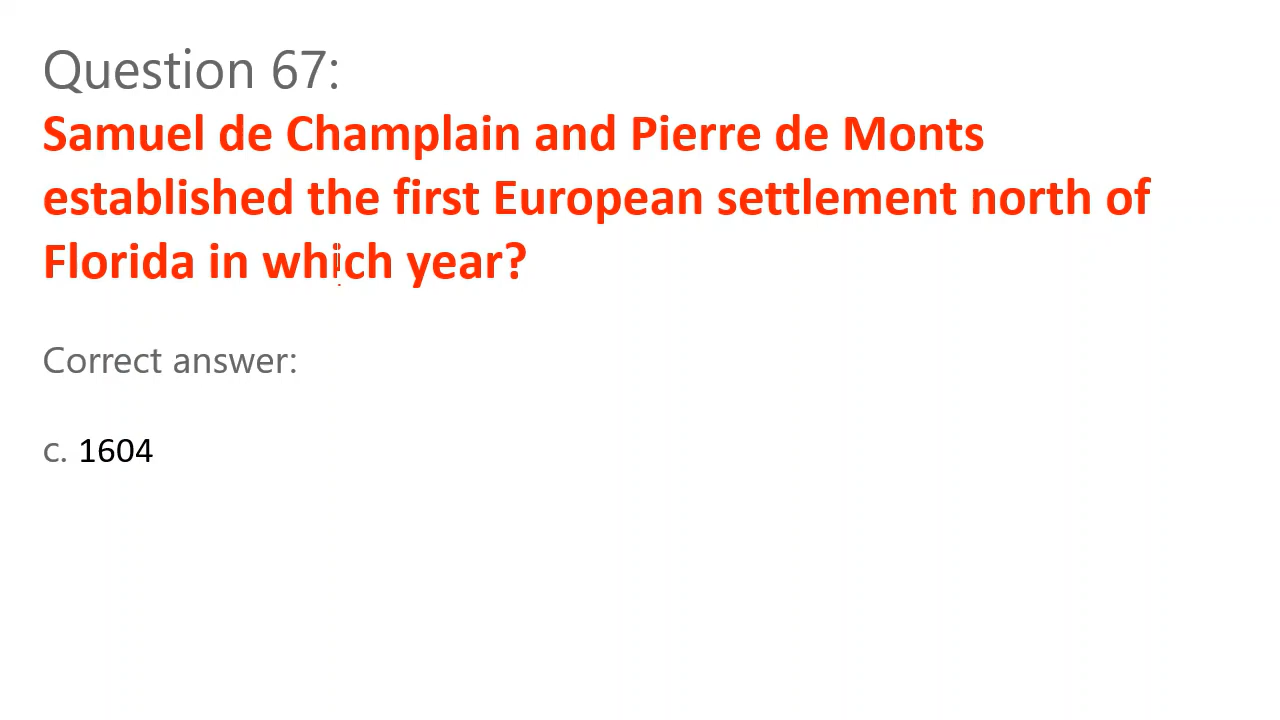 Question 67:
Samuel de Champlain and Pierre de Monts
established the first European settlement north of
Florida in which year?
Correct answer:
c. 1604